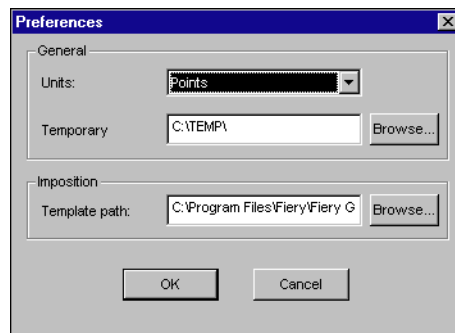 Preferences
General
Units: Points
Temporary C:\TEMP\ Browse...
Imposition
Template path: C:\Program Files\Fiery\Fiery G Browse...
OK Cancel